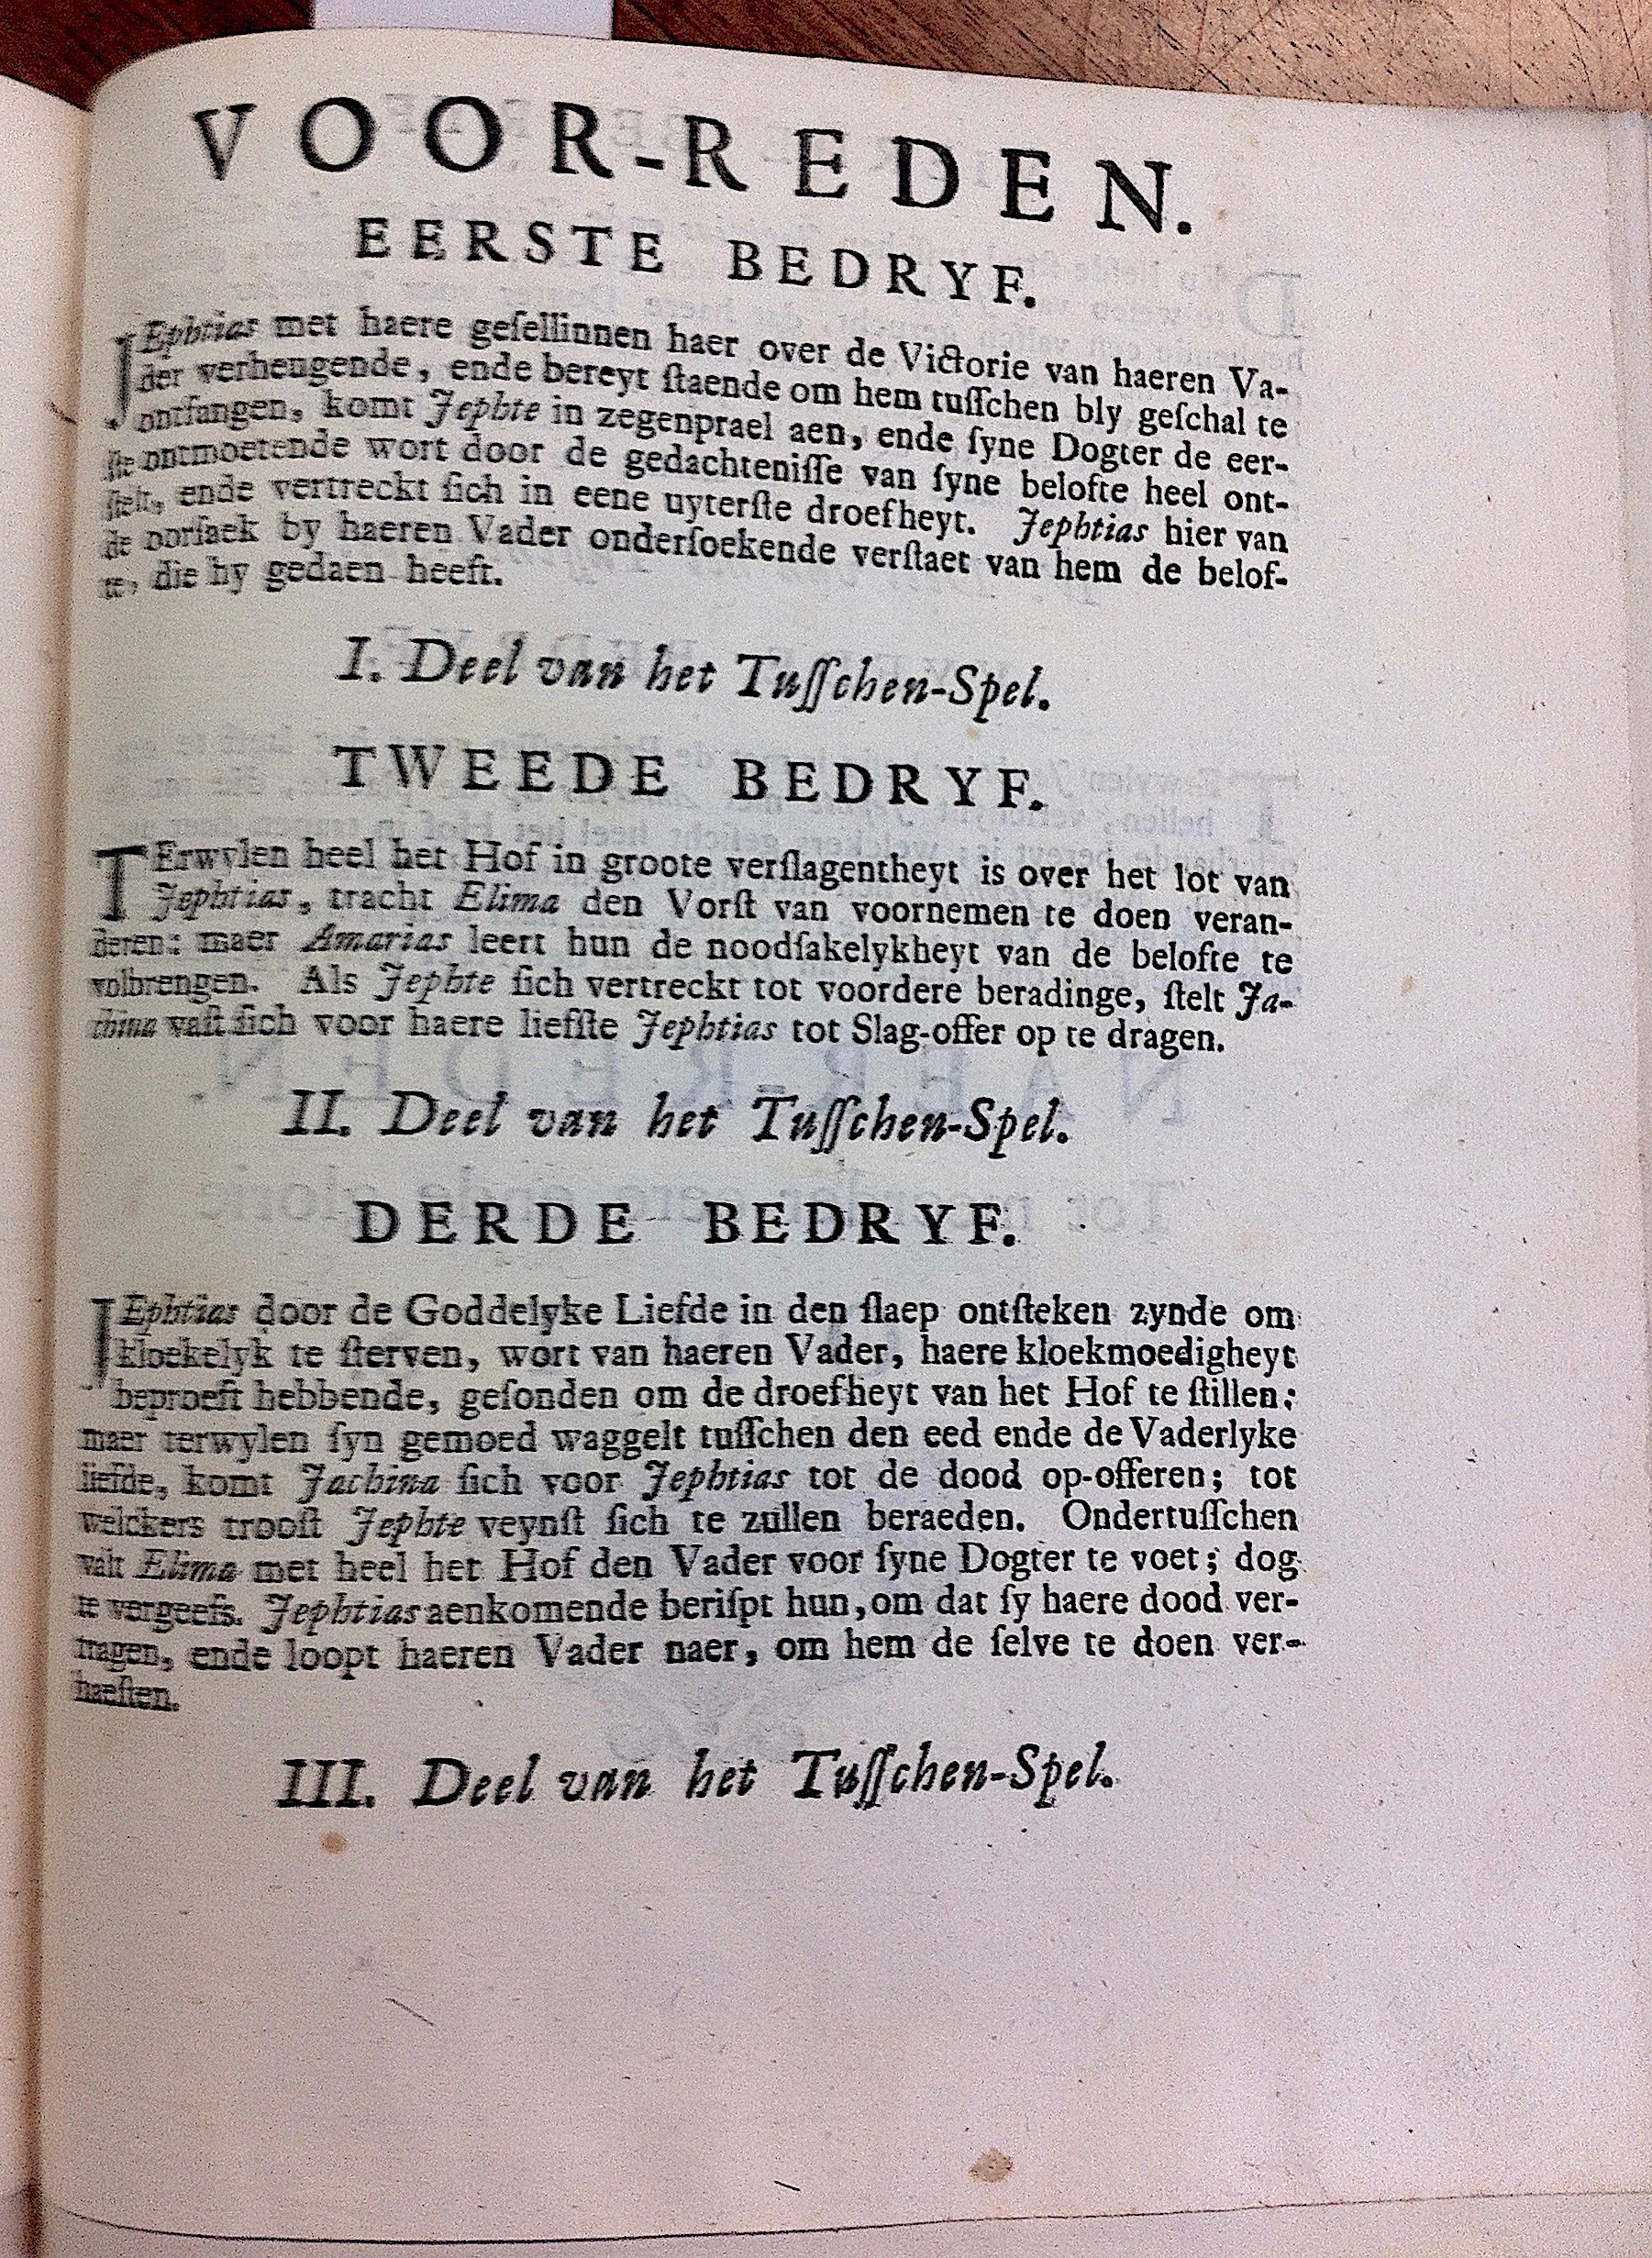 VOOR-REDEN.
EERSTE BEDRYF.
JEphtias met haere geſellinnen haer over de Victorie van haeren Va-
der verheugende, ende bereyt ſtaende om hem tuſſchen bly geſchal te
ontfangen, komt Jephte in zegenprael aen, ende ſyne Dogter de eer-
ſte ontmoetende wort door de gedachteniſſe van ſyne belofte heel ont-
ſtelt, ende vertreckt ſich in eene uyterſte droefheyt. Jephtias hier van
de oorſaek by haeren Vader onderſoekende verſtaet van hem de belof-
te, die hy gedaen heeft.
I. Deel van het Tuſſchen-Spel.
TWEEDE BEDRYF.
TErwylen heel het Hof in groote verſlagentheyt is over het lot van
Jephtias, tracht Elima den Vorſt van voornemen te doen veran-
deren: maer Amarias leert hun de noodſakelykheyt van de belofte te
volbrengen. Als Jephte ſich vertreckt tot voordere beradinge, ſtelt Ja-
china vaſt ſich voor haere liefſte Jephtias tot Slag-offer op te dragen.
II. Deel van het Tuſſchen-Spel.
DERDE BEDRYF.
JEphtias door de Goddelyke Liefde in den ſlaep ontſteken zynde om
kloekelyk te ſterven, wort van haeren Vader, haere kloekmoedigheyt
beproeft hebbende, geſonden om de droefheyt van het Hof te ſtillen:
maer terwylen ſyn gemoed waggelt tuſſchen den eed ende de Vaderlyke
liefde, komt Jachina ſich voor Jephtias tot de dood op-offeren; tot
welckers trooſt Jephte veynſt ſich te zullen beraeden. Ondertuſſchen
valt Elima met heel het Hof den Vader voor ſyne Dogter te voet; dog
te vergeefs. Jephtias aenkomende beriſpt hun, om dat ſy haere dood ver-
tragen, ende loopt haeren Vader naer, om hem de ſelve te doen ver-
haeſten.
III. Deel van het Tuſſchen-Spel.